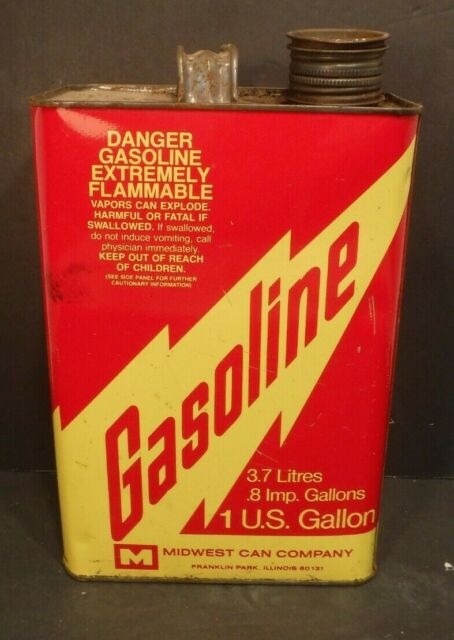 DANGER
GASOLINE
EXTREMELY
FLAMMABLE
VAPORS CAN EXPLODE.
HARMFUL OR FATAL IF
SWALLOWED. If swallowed,
do not induce vomiting, call
physician immediately.
KEEP OUT OF REACH
OF CHILDREN.
(SEE SIDE PANEL FOR FURTHER
CAUTIONARY INFORMATION)
Gasoline
3.7 Litres
.8 Imp. Gallons
1 U.S. Gallon
M MIDWEST CAN COMPANY
FRANKLIN PARK, ILLINOIS 60131